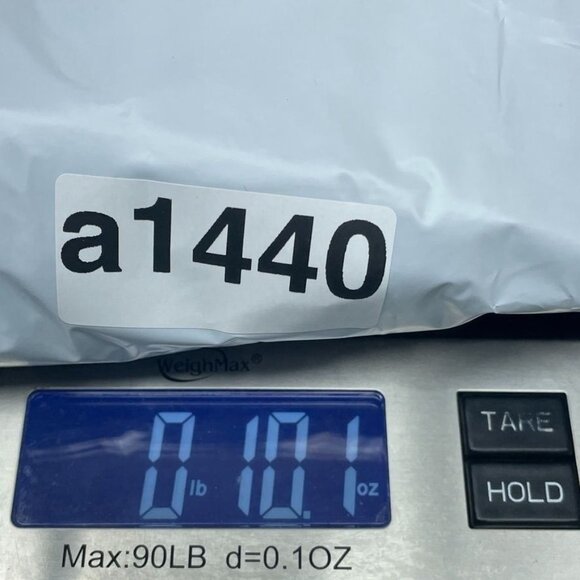 a1440
WeighMax®
0 lb 10.1 oz
TARE
HOLD
Max:90LB d=0.1OZ